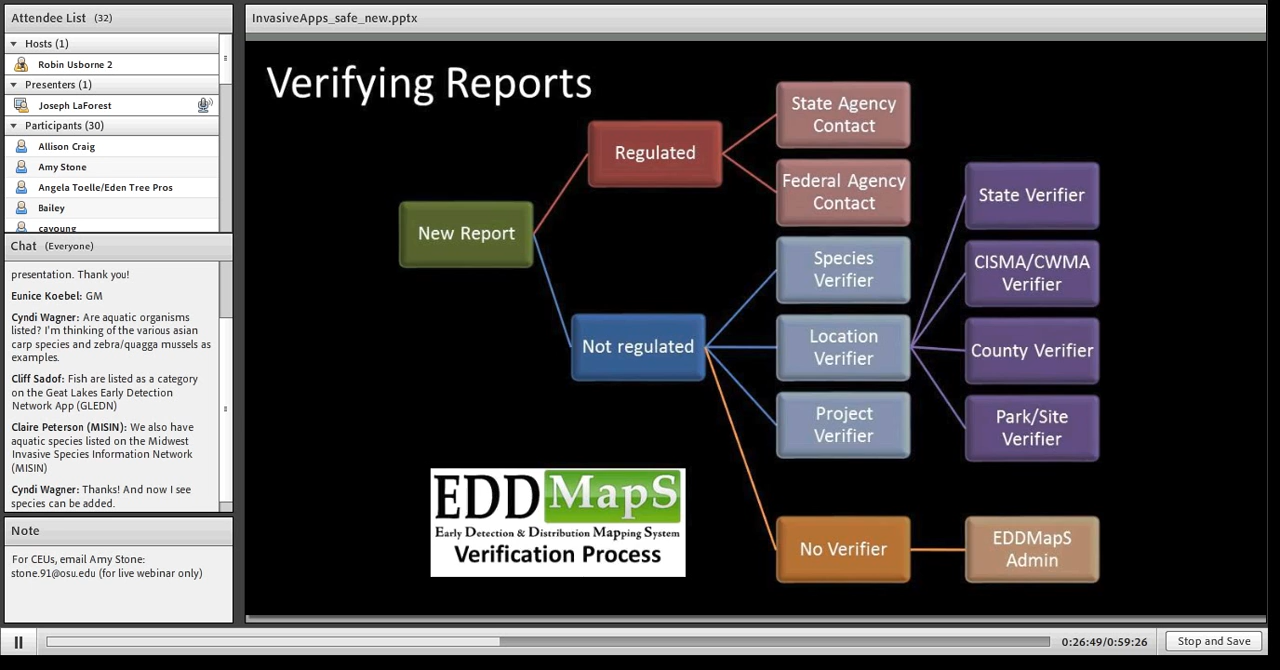 Attendee List (32)
Hosts (1)
Robin Usborne 2
Presenters (1)
Joseph LaForest
Participants (30)
Allison Craig
Amy Stone
Angela Toelle/Eden Tree Pros
Bailey
cayoung
Chat (Everyone)
presentation. Thank you!
Eunice Koebel: GM
Cyndi Wagner: Are aquatic organisms
listed? I'm thinking of the various asian
carp species and zebra/quagga mussels as
examples.
Cliff Sadof: Fish are listed as a category
on the Geat Lakes Early Detection
Network App (GLEDN)
Claire Peterson (MISIN): We also have
aquatic species listed on the Midwest
Invasive Species Information Network
(MISIN)
Cyndi Wagner: Thanks! And now I see
species can be added.
Note
For CEUs, email Amy Stone:
stone.91@osu.edu (for live webinar only)
InvasiveApps_safe_new.pptx
Verifying Reports
New Report
Regulated
Not regulated
State Agency
Contact
Federal Agency
Contact
Species
Verifier
Location
Verifier
Project
Verifier
No Verifier
State Verifier
CISMA/CWMA
Verifier
County Verifier
Park/Site
Verifier
EDDMapS
Admin
EDDMapS
Early Detection & Distribution Mapping System
Verification Process
0:26:49/0:59:26
Stop and Save